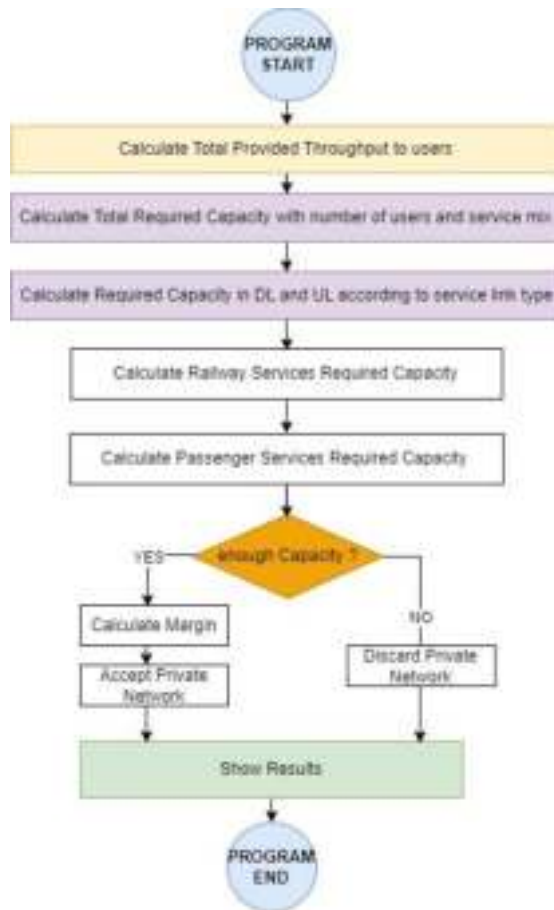 PROGRAM
START
Calculate Total Provided Throughput to users
Calculate Total Required Capacity with number of users and service mix
Calculate Required Capacity in DL and UL according to service link type
Calculate Railway Services Required Capacity
Calculate Passenger Services Required Capacity
enough Capacity ?
YES
NO
Calculate Margin
Accept Private
Network
Discard Private
Network
Show Results
PROGRAM
END